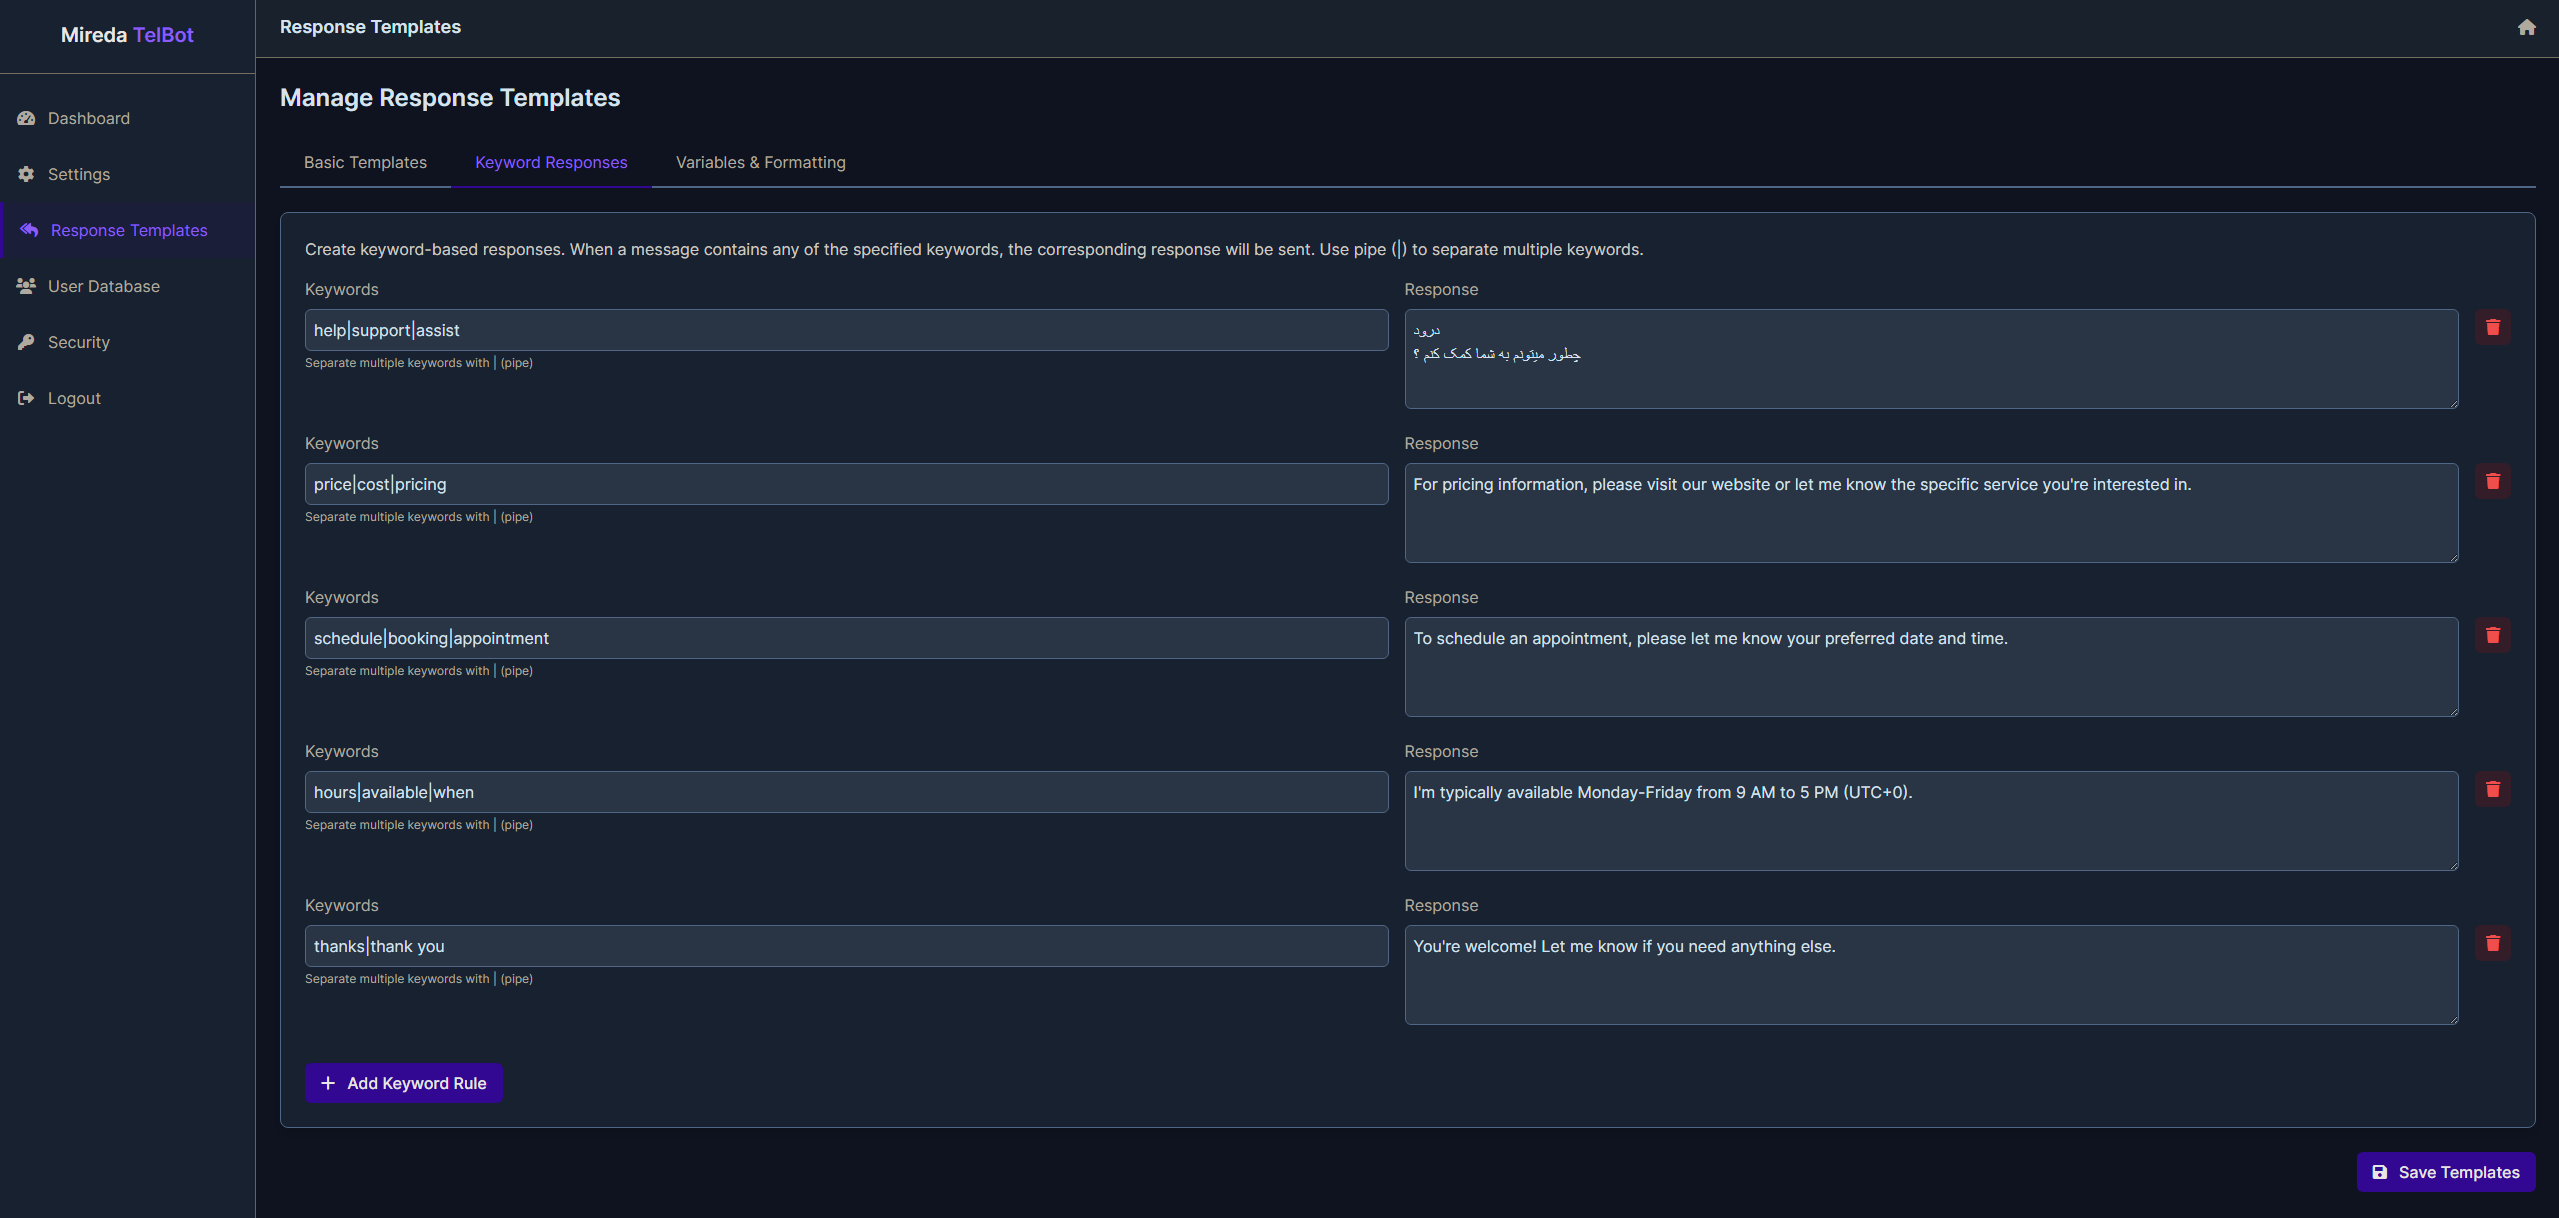 Mireda TelBot
Response Templates
Dashboard
Settings
Response Templates
User Database
Security
Logout
Manage Response Templates
Basic Templates
Keyword Responses
Variables & Formatting
Create keyword-based responses. When a message contains any of the specified keywords, the corresponding response will be sent. Use pipe (|) to separate multiple keywords.
Keywords
help|support|assist
Separate multiple keywords with | (pipe)
Response
درود
چطور میتونم به شما کمک کنم ؟
Keywords
price|cost|pricing
Separate multiple keywords with | (pipe)
Response
For pricing information, please visit our website or let me know the specific service you're interested in.
Keywords
schedule|booking|appointment
Separate multiple keywords with | (pipe)
Response
To schedule an appointment, please let me know your preferred date and time.
Keywords
hours|available|when
Separate multiple keywords with | (pipe)
Response
I'm typically available Monday-Friday from 9 AM to 5 PM (UTC+0).
Keywords
thanks|thank you
Separate multiple keywords with | (pipe)
Response
You're welcome! Let me know if you need anything else.
Add Keyword Rule
Save Templates